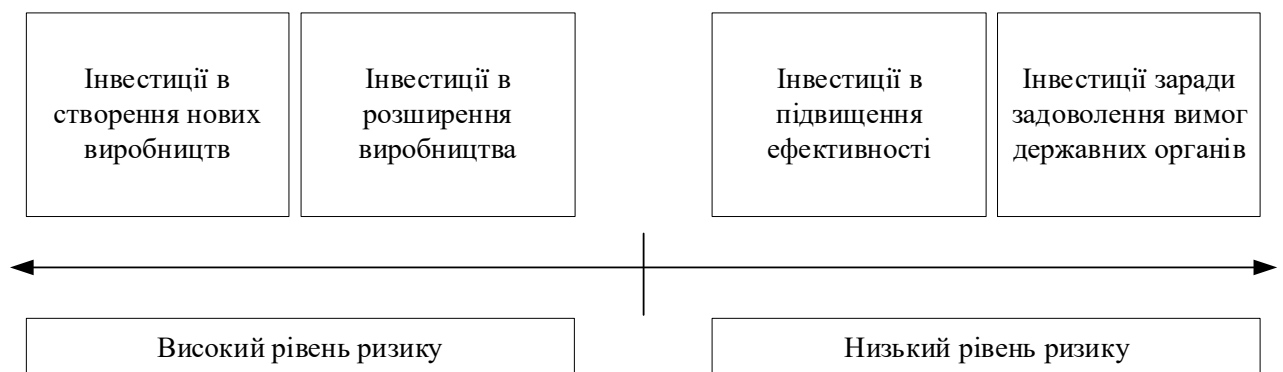 Інвестиції в
створення нових
виробництв
Інвестиції в
розширення
виробництва
Інвестиції в
підвищення
ефективності
Інвестиції заради
задоволення вимог
державних органів
Високий рівень ризику
Низький рівень ризику